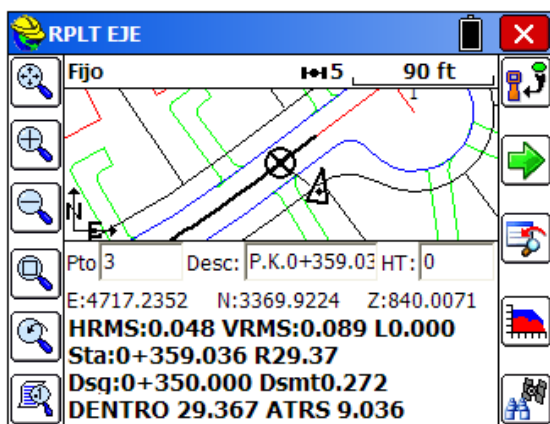 RPLT EJE
Fijo 5 90 ft
1
N
E
Pto 3 Desc: P.K.0+359.03 HT: 0
E:4717.2352 N:3369.9224 Z:840.0071
HRMS:0.048 VRMS:0.089 L0.000
Sta:0+359.036 R29.37
Dsg:0+350.000 Dsmt0.272
DENTRO 29.367 ATRS 9.036